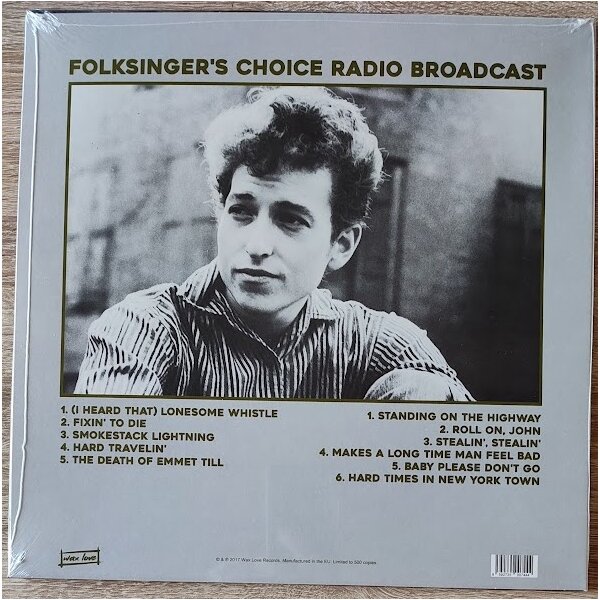 FOLKSINGER'S CHOICE RADIO BROADCAST
1. (I HEARD THAT) LONESOME WHISTLE
2. FIXIN' TO DIE
3. SMOKESTACK LIGHTNING
4. HARD TRAVELIN'
5. THE DEATH OF EMMET TILL
1. STANDING ON THE HIGHWAY
2. ROLL ON, JOHN
3. STEALIN', STEALIN'
4. MAKES A LONG TIME MAN FEEL BAD
5. BABY PLEASE DON'T GO
6. HARD TIMES IN NEW YORK TOWN
wax love
© & ℗ 2017 Wax Love Records. Manufactured in the EU. Limited to 500 copies.